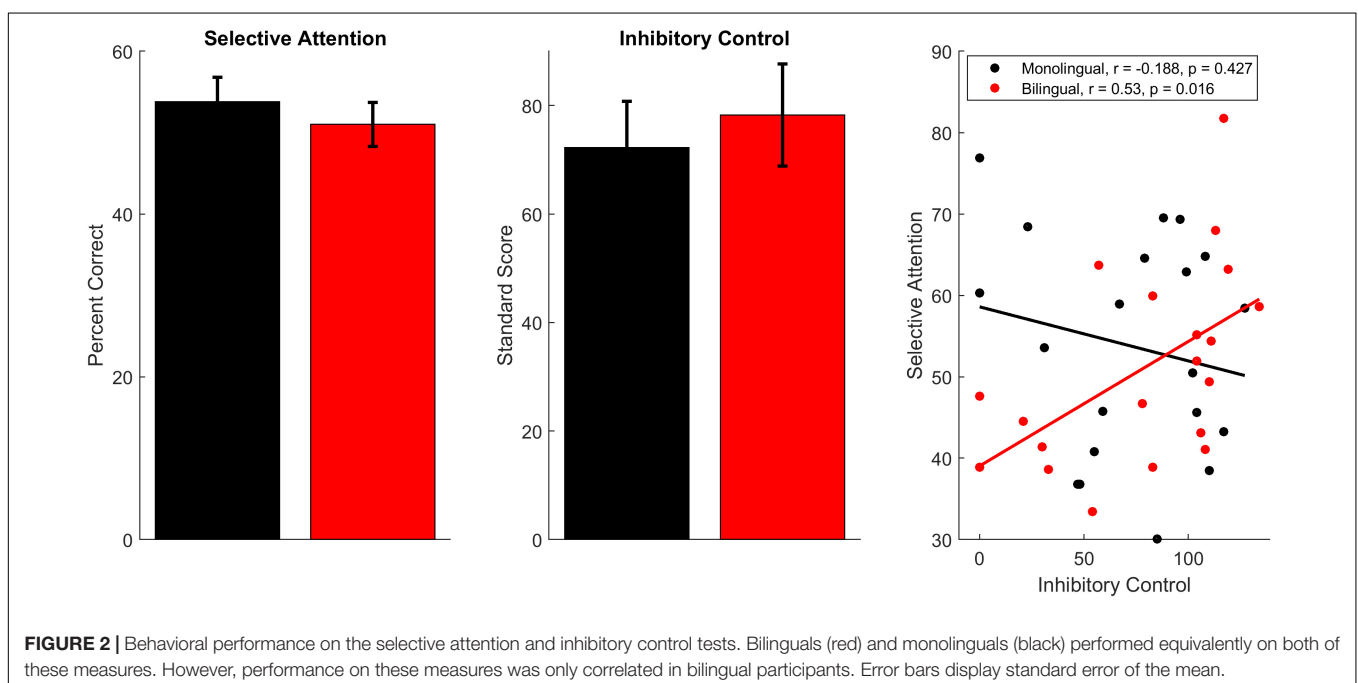 Selective Attention
60
40
20
0
Percent Correct
Inhibitory Control
80
60
40
20
0
Standard Score
90
80
70
60
50
40
30
Selective Attention
Monolingual, r = -0.188, p = 0.427
Bilingual, r = 0.53, p = 0.016
0 50 100
Inhibitory Control
FIGURE 2 | Behavioral performance on the selective attention and inhibitory control tests. Bilinguals (red) and monolinguals (black) performed equivalently on both of
these measures. However, performance on these measures was only correlated in bilingual participants. Error bars display standard error of the mean.